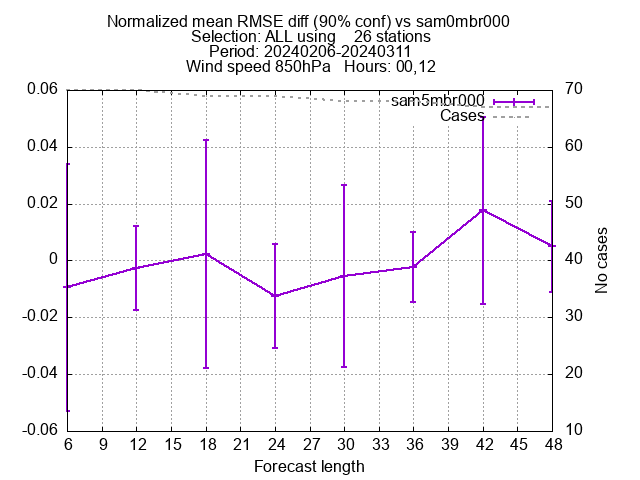 Normalized mean RMSE diff (90% conf) vs sam0mbr000
Selection: ALL using    26 stations
Period: 20240206-20240311
Wind speed 850hPa   Hours: 00,12
0.06
0.04
0.02
0
-0.02
-0.04
-0.06
70
60
50
40
30
20
10
sam5mbr000
Cases
No cases
6 9 12 15 18 21 24 27 30 33 36 39 42 45 48
Forecast length